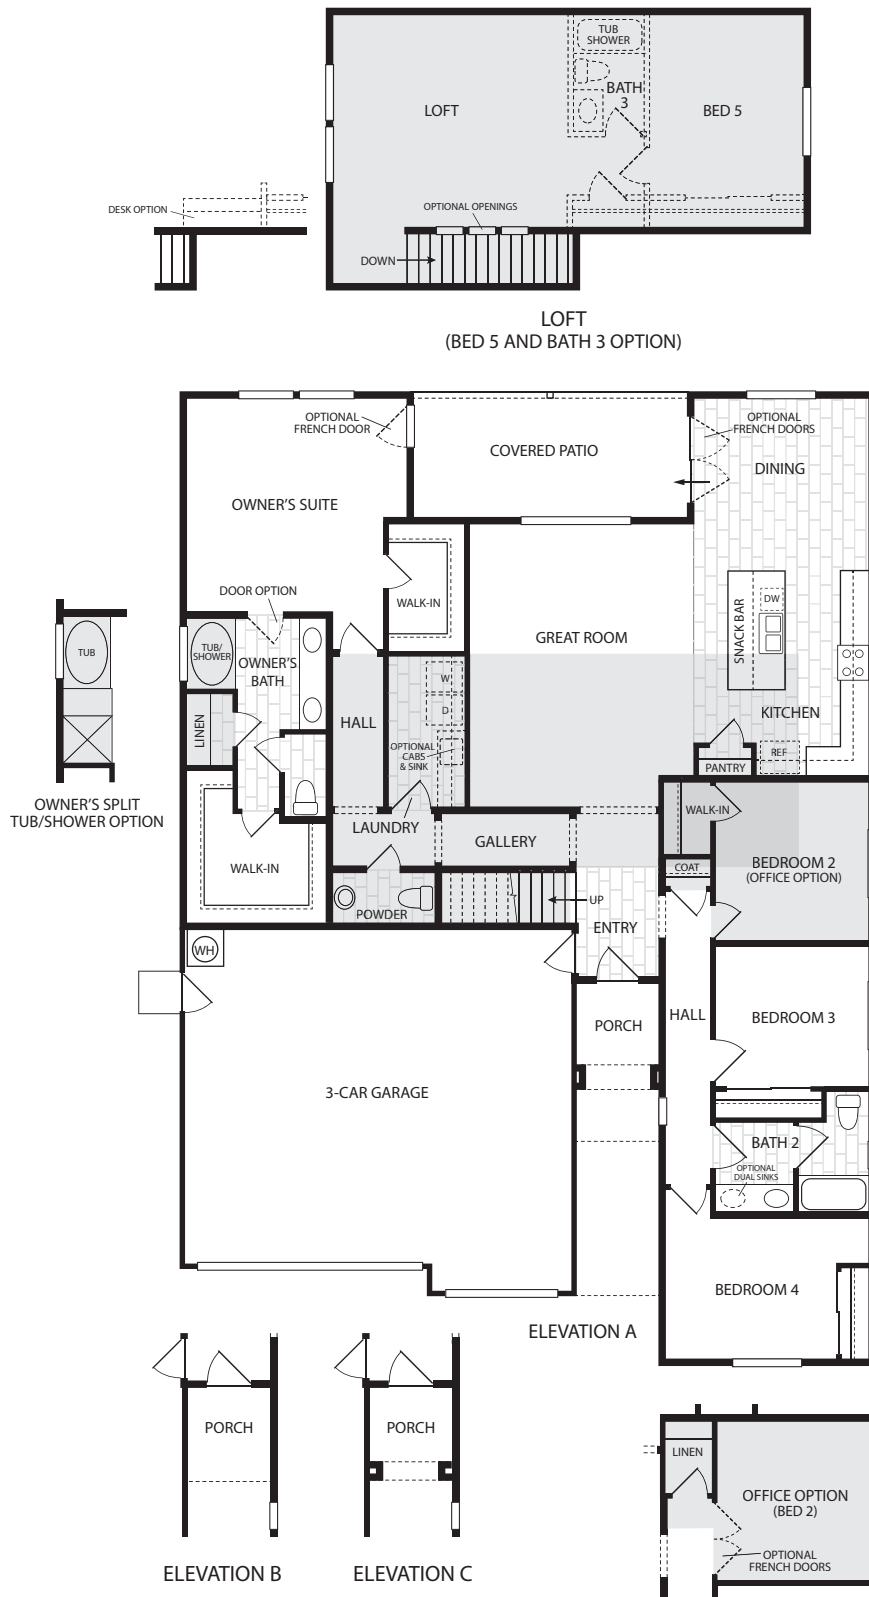 TUB
SHOWER
BATH
3
LOFT
BED 5
DESK OPTION
OPTIONAL OPENINGS
DOWN
LOFT
(BED 5 AND BATH 3 OPTION)
OPTIONAL
FRENCH DOOR
OPTIONAL
FRENCH DOORS
COVERED PATIO
DINING
OWNER'S SUITE
DOOR OPTION
WALK-IN
SNACK BAR
DW
GREAT ROOM
TUB
TUB/
SHOWER
OWNER'S
BATH
W
D
HALL
LINEN
OPTIONAL
CABS
& SINK
KITCHEN
REF
PANTRY
OWNER'S SPLIT
TUB/SHOWER OPTION
LAUNDRY
GALLERY
WALK-IN
WALK-IN
COAT
BEDROOM 2
(OFFICE OPTION)
POWDER
UP
ENTRY
WH
HALL
BEDROOM 3
PORCH
3-CAR GARAGE
BATH 2
OPTIONAL
DUAL SINKS
BEDROOM 4
ELEVATION A
PORCH
PORCH
LINEN
OFFICE OPTION
(BED 2)
OPTIONAL
FRENCH DOORS
ELEVATION B
ELEVATION C